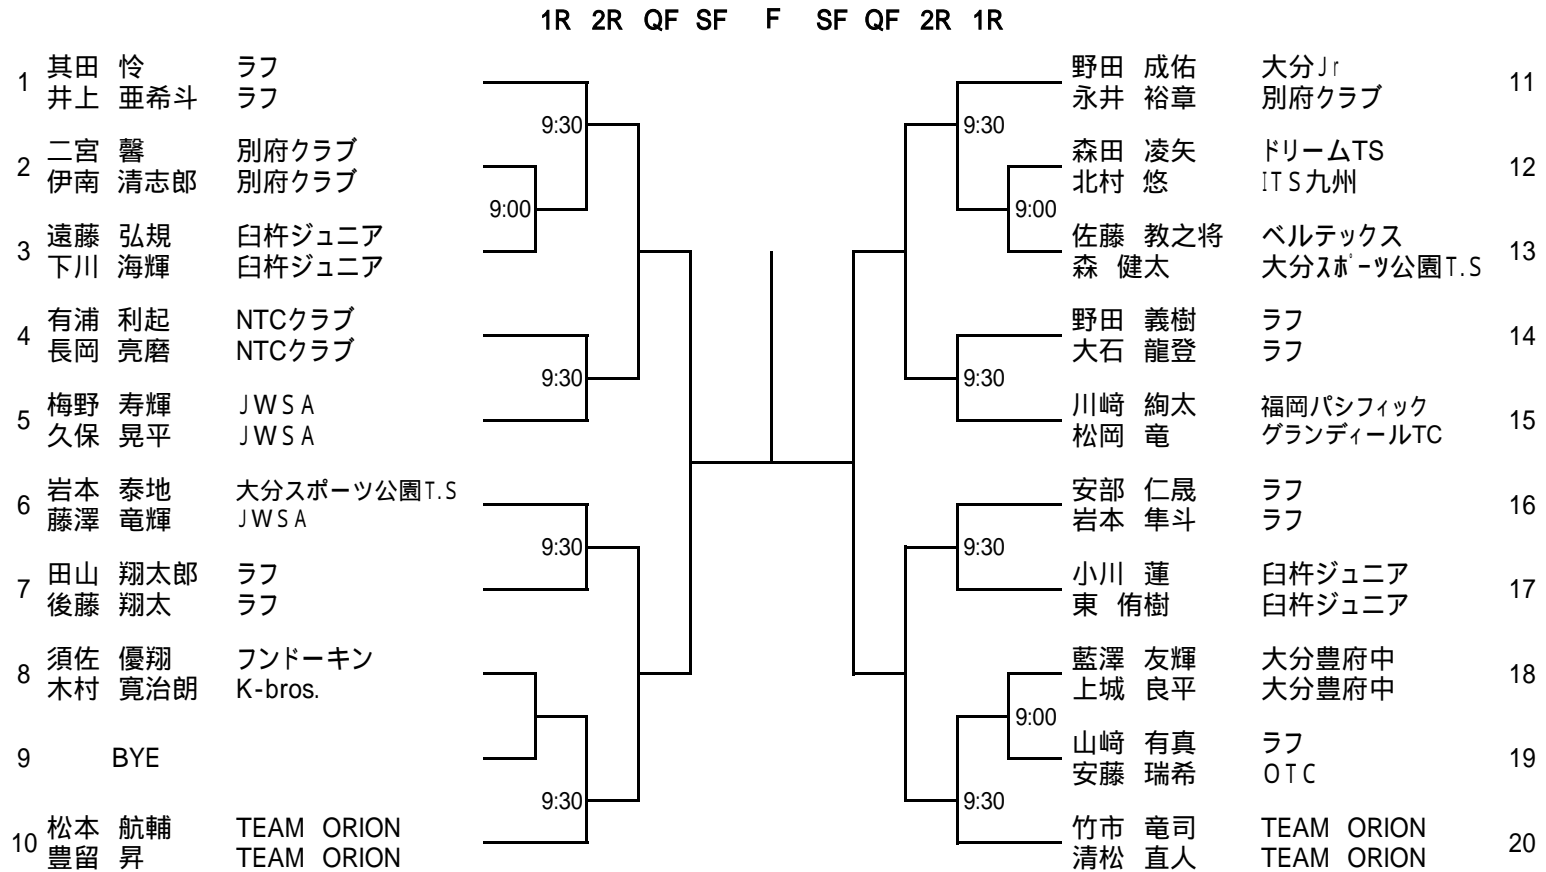 1R 2R QF SF F SF QF 2R 1R
1 其田 怜 ラフ
井上 亜希斗 ラフ
9:30
2 二宮 馨 別府クラブ
伊南 清志郎 別府クラブ
9:00
3 遠藤 弘規 臼杵ジュニア
下川 海輝 臼杵ジュニア
4 有浦 利起 NTCクラブ
長岡 亮磨 NTCクラブ
9:30
5 梅野 寿輝 JWSA
久保 晃平 JWSA
6 岩本 泰地 大分スポーツ公園T.S
藤澤 竜輝 JWSA
9:30
7 田山 翔太郎 ラフ
後藤 翔太 ラフ
8 須佐 優翔 フンドーキン
木村 寛治朗 K-bros.
9 BYE
9:30
10 松本 航輔 TEAM ORION
豊留 昇 TEAM ORION
野田 成佑 大分Jr 11
永井 裕章 別府クラブ
9:30
森田 凌矢 ドリームTS 12
北村 悠 ITS九州
9:00
佐藤 教之将 ベルテックス 13
森 健太 大分ｽﾎﾟｰﾂ公園T.S
野田 義樹 ラフ 14
大石 龍登 ラフ
9:30
川﨑 絢太 福岡パシフィック 15
松岡 竜 グランディールTC
安部 仁晟 ラフ 16
岩本 隼斗 ラフ
9:30
小川 蓮 臼杵ジュニア 17
東 侑樹 臼杵ジュニア
藍澤 友輝 大分豊府中 18
上城 良平 大分豊府中
9:00
山﨑 有真 ラフ 19
安藤 瑞希 OTC
9:30
竹市 竜司 TEAM ORION 20
清松 直人 TEAM ORION